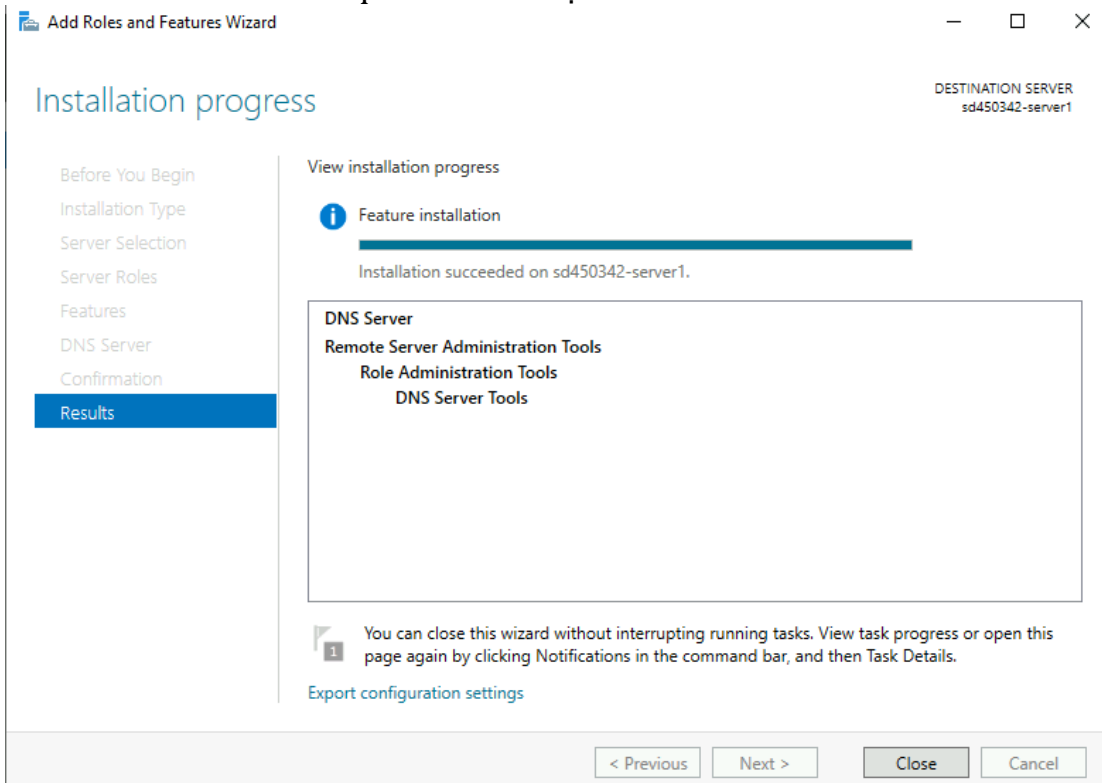 Add Roles and Features Wizard
Installation progress
DESTINATION SERVER
sd450342-server1
Before You Begin
Installation Type
Server Selection
Server Roles
Features
DNS Server
Confirmation
Results
View installation progress
Feature installation
Installation succeeded on sd450342-server1.
DNS Server
Remote Server Administration Tools
Role Administration Tools
DNS Server Tools
1
You can close this wizard without interrupting running tasks. View task progress or open this
page again by clicking Notifications in the command bar, and then Task Details.
Export configuration settings
< Previous
Next >
Close
Cancel